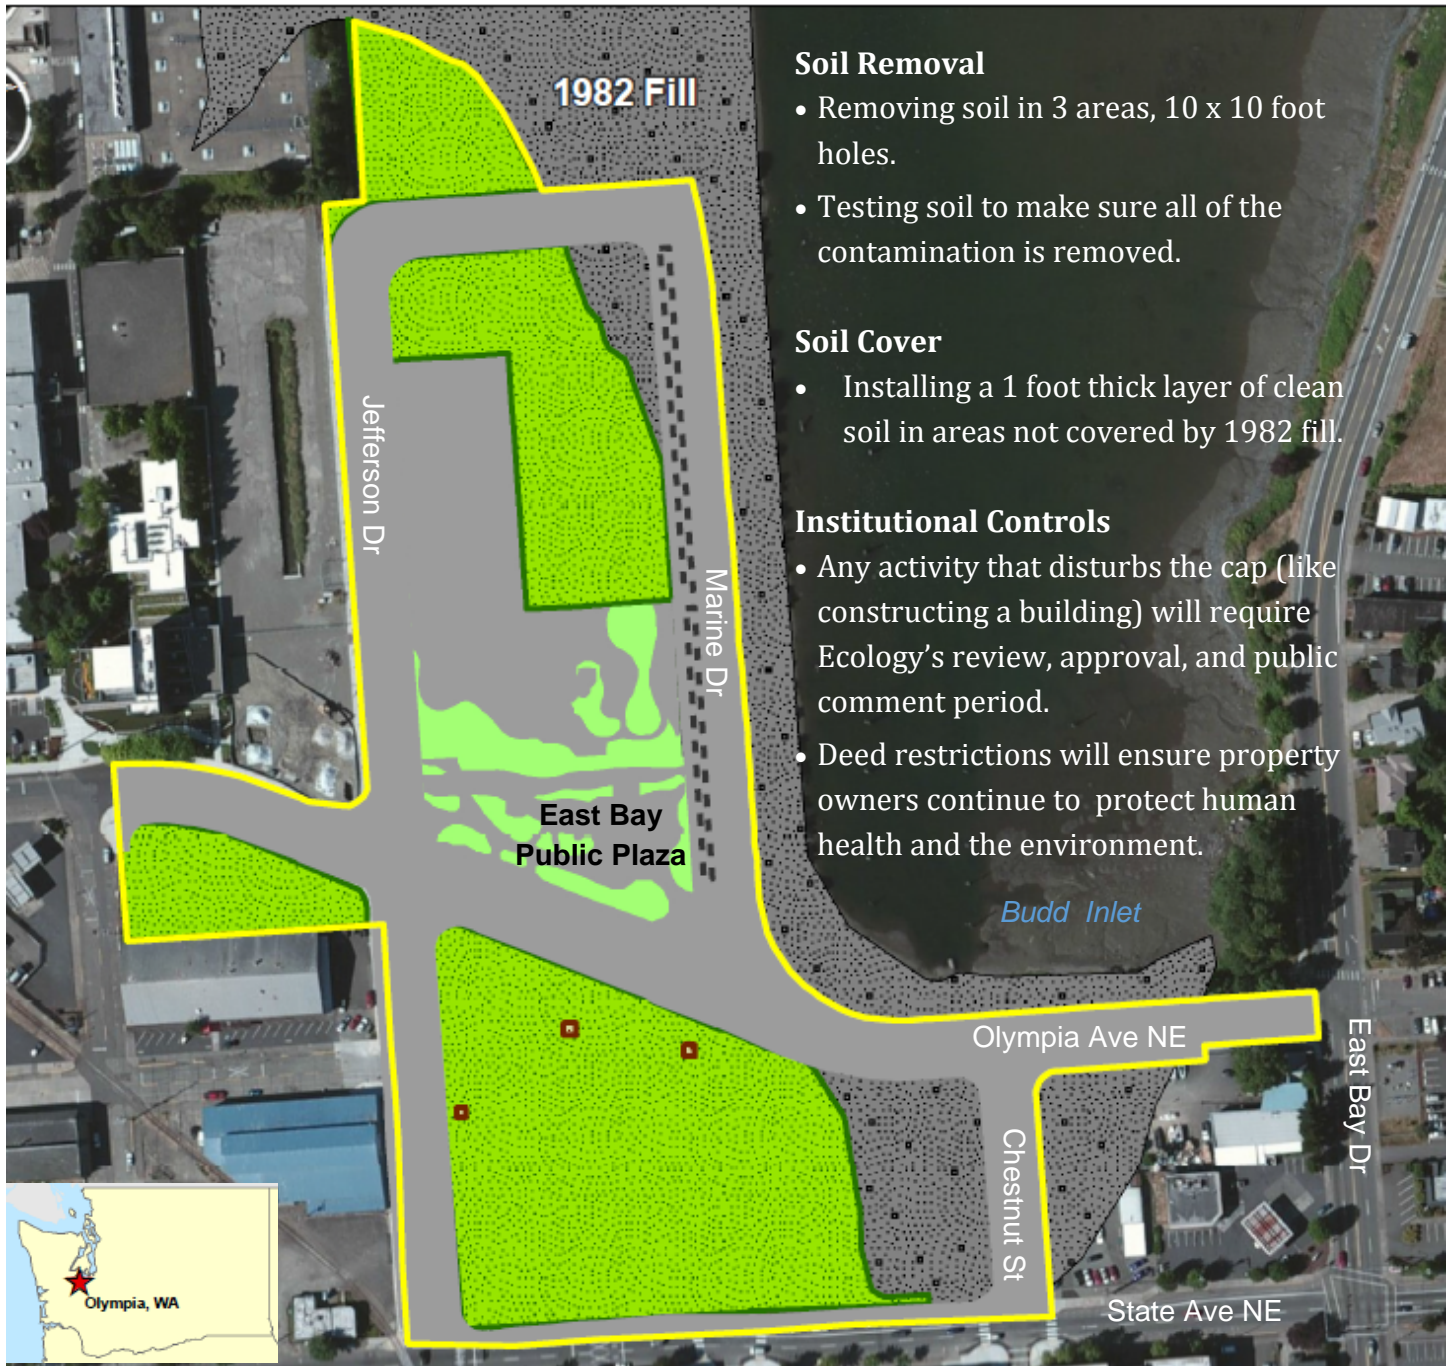 1982 Fill
Soil Removal
• Removing soil in 3 areas, 10 x 10 foot
holes.
• Testing soil to make sure all of the
contamination is removed.
Soil Cover
• Installing a 1 foot thick layer of clean
soil in areas not covered by 1982 fill.
Institutional Controls
• Any activity that disturbs the cap (like
constructing a building) will require
Ecology’s review, approval, and public
comment period.
• Deed restrictions will ensure property
owners continue to protect human
health and the environment.
Jefferson Dr
Marine Dr
East Bay
Public Plaza
Budd Inlet
Olympia Ave NE
East Bay Dr
Chestnut St
State Ave NE
Olympia, WA